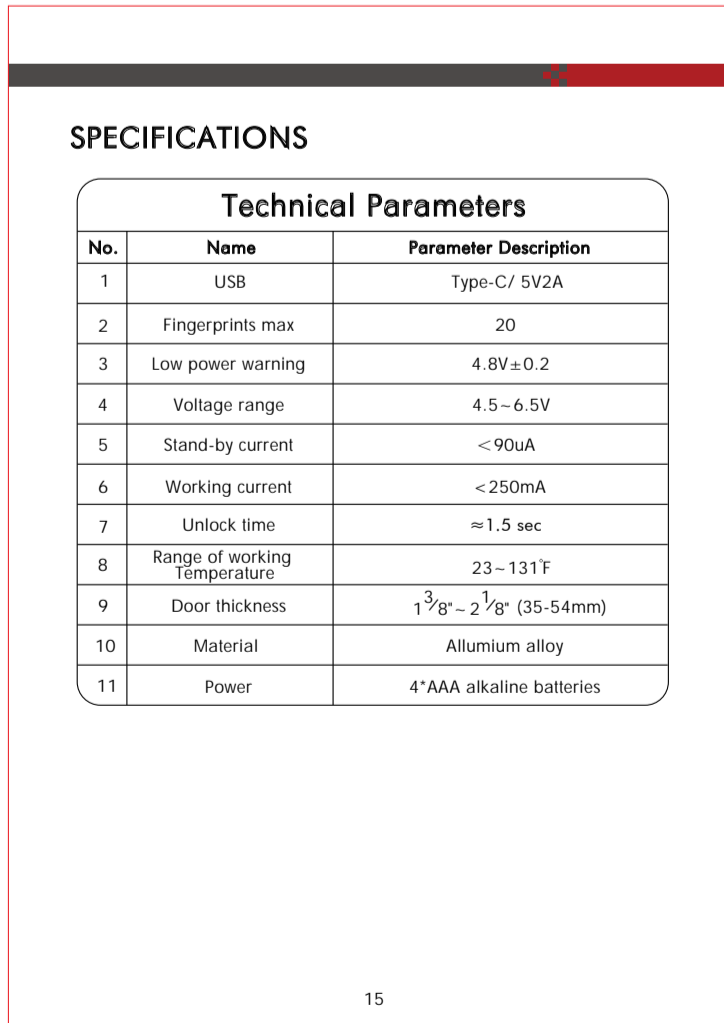 SPECIFICATIONS
Technical Parameters
No. Name Parameter Description
1 USB Type-C/ 5V2A
2 Fingerprints max 20
3 Low power warning 4.8V±0.2
4 Voltage range 4.5~6.5V
5 Stand-by current ＜90uA
6 Working current <250mA
7 Unlock time ≈1.5 sec
8 Range of working
Temperature 23~131°F
9 Door thickness 1 3/8"~ 2 1/8" (35-54mm)
10 Material Allumium alloy
11 Power 4*AAA alkaline batteries
15